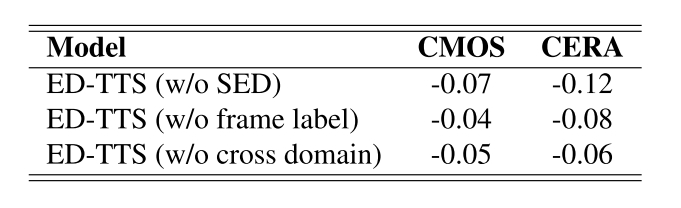 Model CMOS CERA
ED-TTS (w/o SED) -0.07 -0.12
ED-TTS (w/o frame label) -0.04 -0.08
ED-TTS (w/o cross domain) -0.05 -0.06